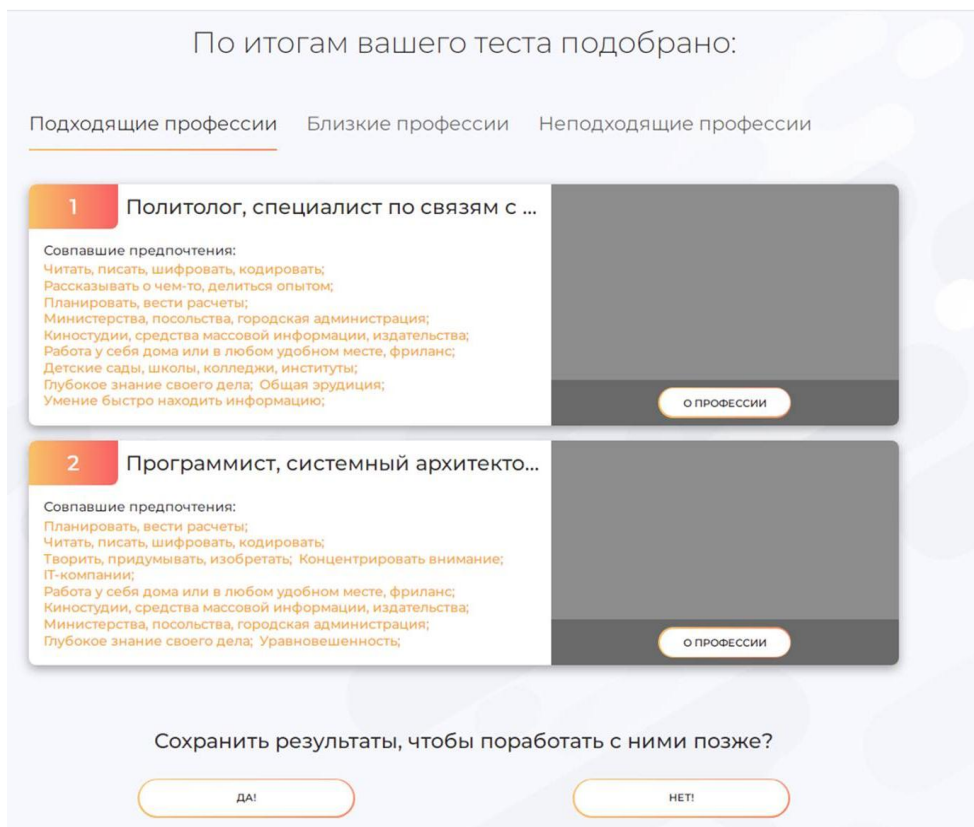 По итогам вашего теста подобрано:
Подходящие профессии Близкие профессии Неподходящие профессии
1 Политолог, специалист по связям с ...
Совпавшие предпочтения:
Читать, писать, шифровать, кодировать;
Рассказывать о чем-то, делиться опытом;
Планировать, вести расчеты;
Министерства, посольства, городская администрация;
Киностудии, средства массовой информации, издательства;
Работа у себя дома или в любом удобном месте, фриланс;
Детские сады, школы, колледжи, институты;
Глубокое знание своего дела; Общая эрудиция;
Умение быстро находить информацию;
О ПРОФЕССИИ
2 Программист, системный архитекто...
Совпавшие предпочтения:
Планировать, вести расчеты;
Читать, писать, шифровать, кодировать;
Творить, придумывать, изобретать; Концентрировать внимание;
IT-компании;
Работа у себя дома или в любом удобном месте, фриланс;
Киностудии, средства массовой информации, издательства;
Министерства, посольства, городская администрация;
Глубокое знание своего дела; Уравновешенность;
О ПРОФЕССИИ
Сохранить результаты, чтобы поработать с ними позже?
ДА! НЕТ!